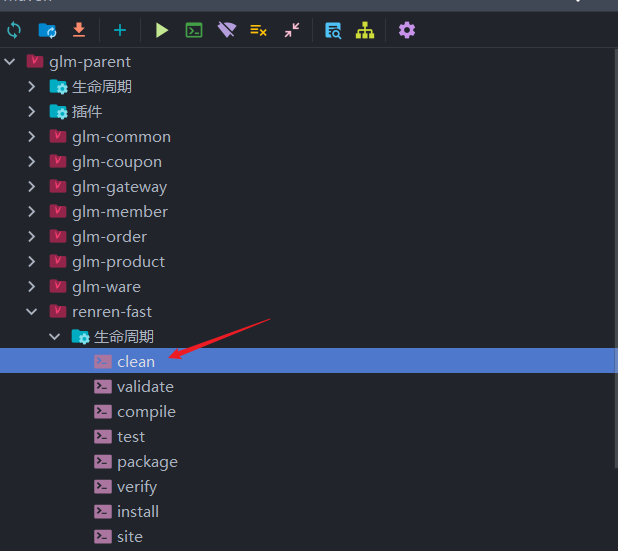 glm-parent
生命周期
插件
glm-common
glm-coupon
glm-gateway
glm-member
glm-order
glm-product
glm-ware
renren-fast
生命周期
clean
validate
compile
test
package
verify
install
site